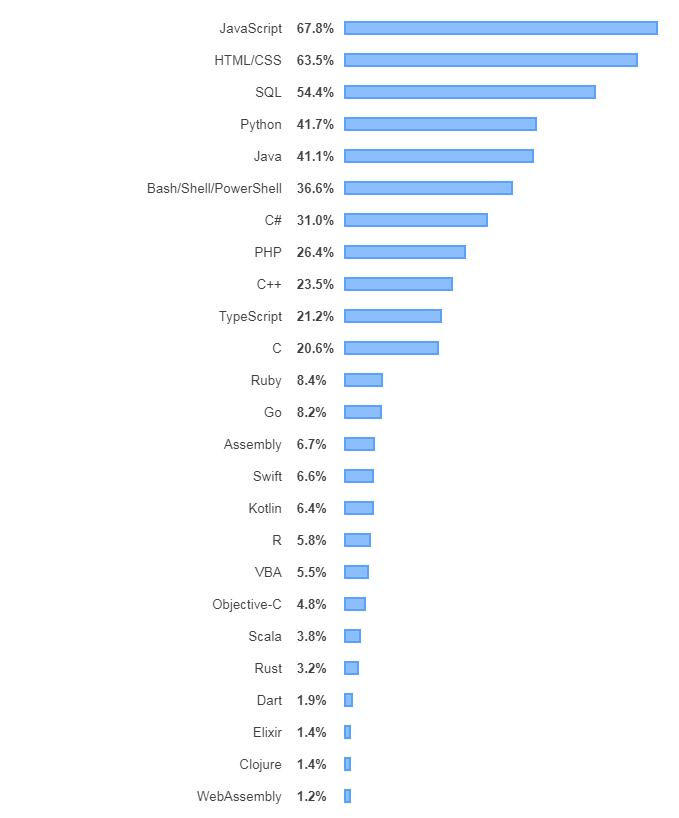 JavaScript 67.8%
HTML/CSS 63.5%
SQL 54.4%
Python 41.7%
Java 41.1%
Bash/Shell/PowerShell 36.6%
C# 31.0%
PHP 26.4%
C++ 23.5%
TypeScript 21.2%
C 20.6%
Ruby 8.4%
Go 8.2%
Assembly 6.7%
Swift 6.6%
Kotlin 6.4%
R 5.8%
VBA 5.5%
Objective-C 4.8%
Scala 3.8%
Rust 3.2%
Dart 1.9%
Elixir 1.4%
Clojure 1.4%
WebAssembly 1.2%